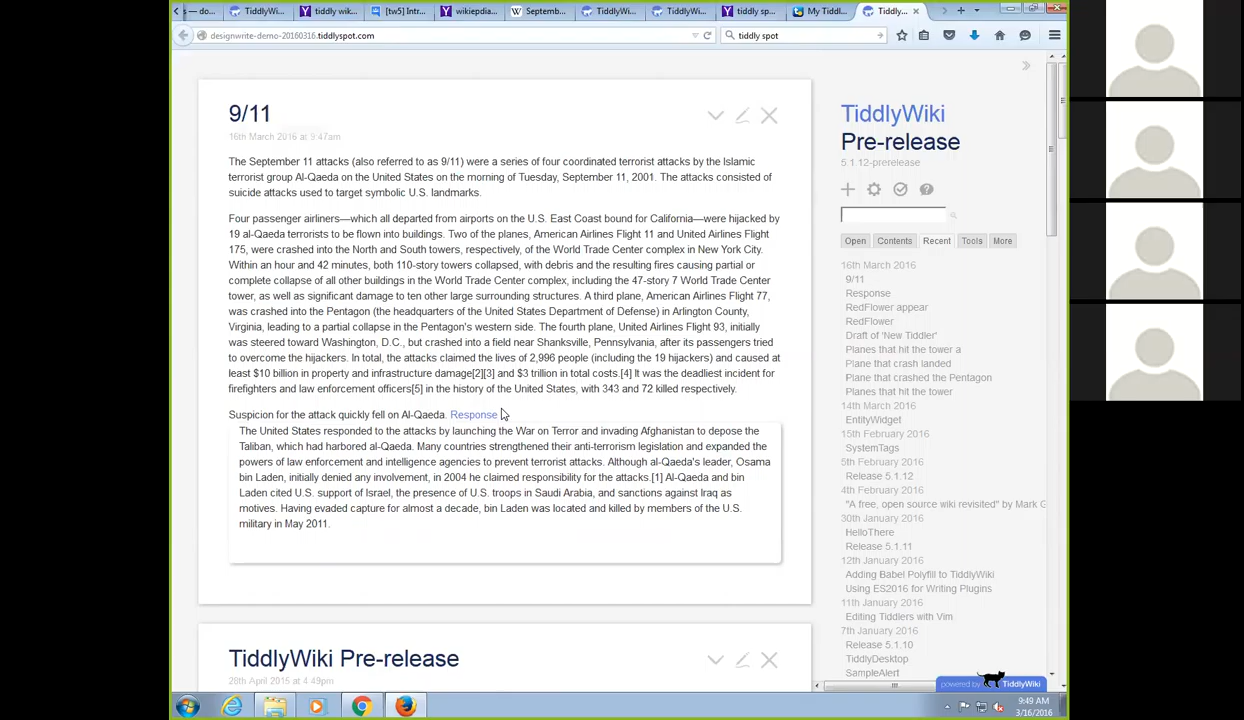 s — do...
TiddlyWi...
tiddly wik...
[tw5] Intr...
wikiepdia...
Septemb...
TiddlyWi...
TiddlyWi...
tiddly sp...
My Tiddl...
Tiddly...
designwrite-demo-20160316.tiddlyspot.com
tiddly spot
9/11
16th March 2016 at 9:47am
The September 11 attacks (also referred to as 9/11) were a series of four coordinated terrorist attacks by the Islamic
terrorist group Al-Qaeda on the United States on the morning of Tuesday, September 11, 2001. The attacks consisted of
suicide attacks used to target symbolic U.S. landmarks.
Four passenger airliners—which all departed from airports on the U.S. East Coast bound for California—were hijacked by
19 al-Qaeda terrorists to be flown into buildings. Two of the planes, American Airlines Flight 11 and United Airlines Flight
175, were crashed into the North and South towers, respectively, of the World Trade Center complex in New York City.
Within an hour and 42 minutes, both 110-story towers collapsed, with debris and the resulting fires causing partial or
complete collapse of all other buildings in the World Trade Center complex, including the 47-story 7 World Trade Center
tower, as well as significant damage to ten other large surrounding structures. A third plane, American Airlines Flight 77,
was crashed into the Pentagon (the headquarters of the United States Department of Defense) in Arlington County,
Virginia, leading to a partial collapse in the Pentagon's western side. The fourth plane, United Airlines Flight 93, initially
was steered toward Washington, D.C., but crashed into a field near Shanksville, Pennsylvania, after its passengers tried
to overcome the hijackers. In total, the attacks claimed the lives of 2,996 people (including the 19 hijackers) and caused at
least $10 billion in property and infrastructure damage[2][3] and $3 trillion in total costs.[4] It was the deadliest incident for
firefighters and law enforcement officers[5] in the history of the United States, with 343 and 72 killed respectively.
Suspicion for the attack quickly fell on Al-Qaeda. Response
The United States responded to the attacks by launching the War on Terror and invading Afghanistan to depose the
Taliban, which had harbored al-Qaeda. Many countries strengthened their anti-terrorism legislation and expanded the
powers of law enforcement and intelligence agencies to prevent terrorist attacks. Although al-Qaeda's leader, Osama
bin Laden, initially denied any involvement, in 2004 he claimed responsibility for the attacks.[1] Al-Qaeda and bin
Laden cited U.S. support of Israel, the presence of U.S. troops in Saudi Arabia, and sanctions against Iraq as
motives. Having evaded capture for almost a decade, bin Laden was located and killed by members of the U.S.
military in May 2011.
TiddlyWiki Pre-release
28th April 2015 at 4:49pm
TiddlyWiki
Pre-release
5.1.12-prerelease
Open
Contents
Recent
Tools
More
16th March 2016
9/11
Response
RedFlower appear
RedFlower
Draft of 'New Tiddler'
Planes that hit the tower a
Plane that crash landed
Plane that crashed the Pentagon
Planes that hit the tower
14th March 2016
EntityWidget
15th February 2016
SystemTags
5th February 2016
Release 5.1.12
4th February 2016
"A free, open source wiki revisited" by Mark G
30th January 2016
HelloThere
Release 5.1.11
12th January 2016
Adding Babel Polyfill to TiddlyWiki
Using ES2016 for Writing Plugins
11th January 2016
Editing Tiddlers with Vim
7th January 2016
Release 5.1.10
TiddlyDesktop
SampleAlert
powered by TiddlyWiki
9:49 AM
3/16/2016